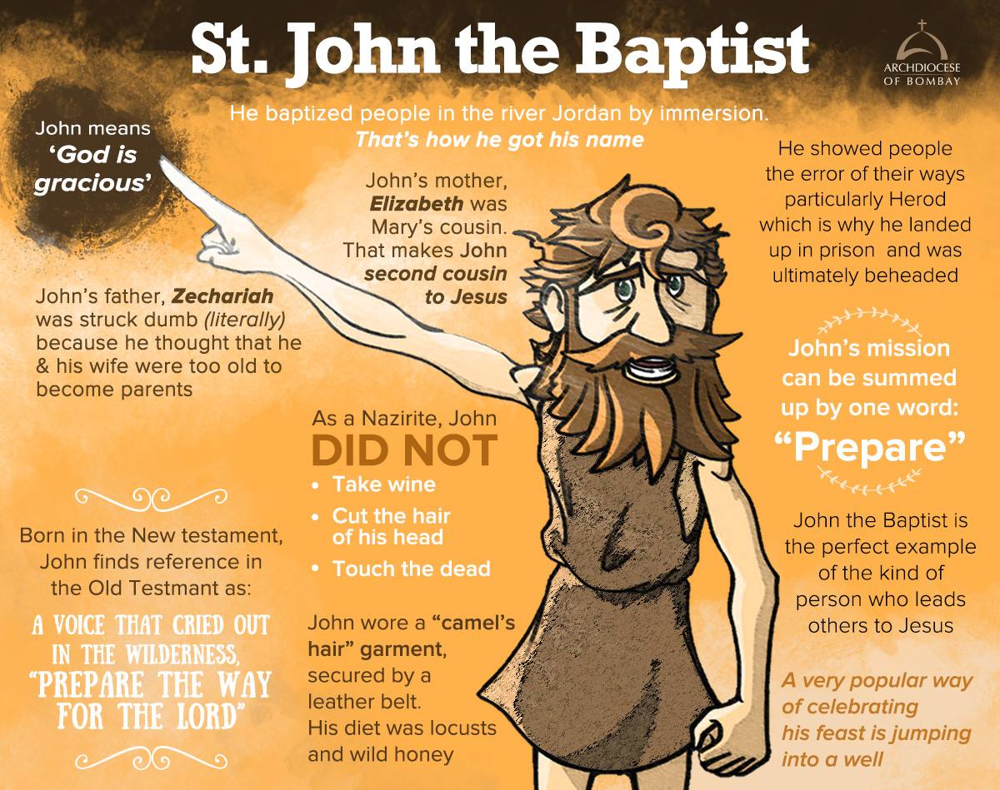 St. John the Baptist
ARCHDIOCESE
OF BOMBAY
He baptized people in the river Jordan by immersion.
That's how he got his name
John means
‘God is
gracious’
John's mother,
Elizabeth was
Mary's cousin.
That makes John
second cousin
to Jesus
He showed people
the error of their ways
particularly Herod
which is why he landed
up in prison and was
ultimately beheaded
John's father, Zechariah
was struck dumb (literally)
because he thought that he
& his wife were too old to
become parents
John's mission
can be summed
up by one word:
“Prepare”
As a Nazirite, John
DID NOT
• Take wine
• Cut the hair
of his head
• Touch the dead
Born in the New testament,
John finds reference in
the Old Testmant as:
A VOICE THAT CRIED OUT
IN THE WILDERNESS,
“PREPARE THE WAY
FOR THE LORD”
John wore a “camel's
hair” garment,
secured by a
leather belt.
His diet was locusts
and wild honey
John the Baptist is
the perfect example
of the kind of
person who leads
others to Jesus
A very popular way
of celebrating
his feast is jumping
into a well